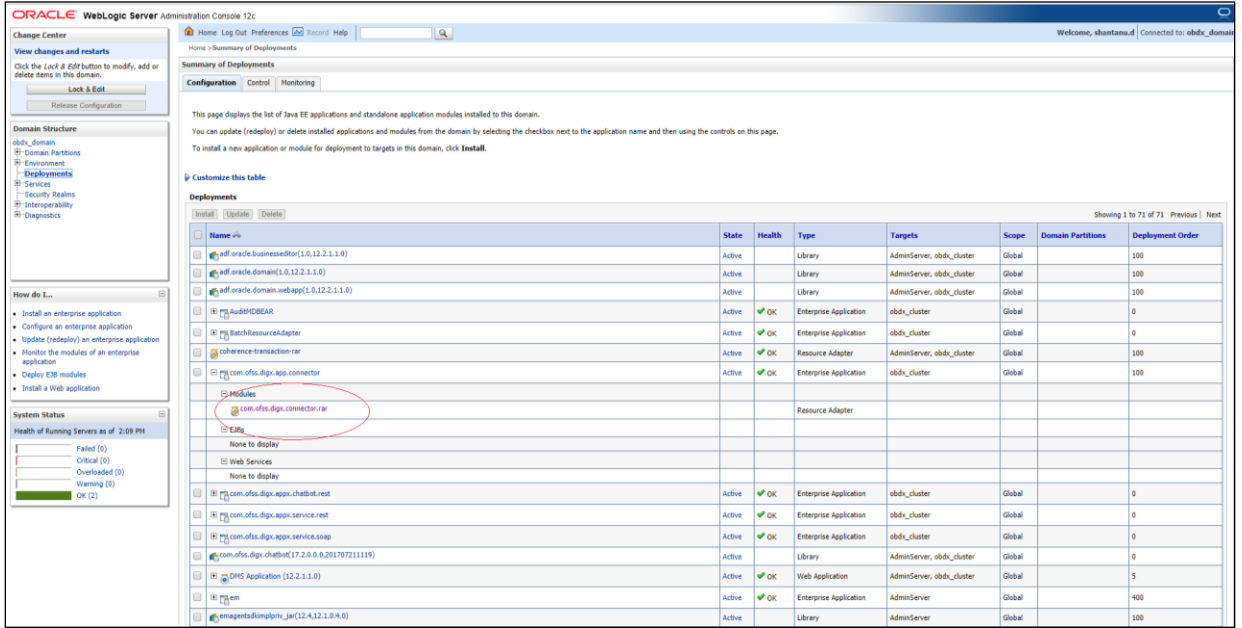 ORACLE WebLogic Server Administration Console 12c
Change Center
View changes and restarts
Click the Lock & Edit button to modify, add or
delete items in this domain.
Lock & Edit
Release Configuration
Domain Structure
obdx_domain
Domain Partitions
Environment
Deployments
Services
Security Realms
Interoperability
Diagnostics
How do I...
Install an enterprise application
Configure an enterprise application
Update (redeploy) an enterprise application
Monitor the modules of an enterprise
application
Deploy EJB modules
Install a Web application
System Status
Health of Running Servers as of 2:09 PM
Failed (0)
Critical (0)
Overloaded (0)
Warning (0)
OK (2)
Home Log Out Preferences Record Help
Welcome, shantanu.d Connected to: obdx_domain
Home >Summary of Deployments
Summary of Deployments
Configuration Control Monitoring
This page displays the list of Java EE applications and standalone application modules installed to this domain.
You can update (redeploy) or delete installed applications and modules from the domain by selecting the checkbox next to the application name and then using the controls on this page.
To install a new application or module for deployment to targets in this domain, click Install.
Customize this table
Deployments
Install Update Delete Showing 1 to 71 of 71 Previous | Next
Name State Health Type Targets Scope Domain Partitions Deployment Order
adf.oracle.businesseditor(1.0,12.2.1.1.0) Active Library AdminServer, obdx_cluster Global 100
adf.oracle.domain(1.0,12.2.1.1.0) Active Library AdminServer, obdx_cluster Global 100
adf.oracle.domain.webapp(1.0,12.2.1.1.0) Active Library AdminServer, obdx_cluster Global 100
AuditMDBEAR Active OK Enterprise Application obdx_cluster Global 0
BatchResourceAdapter Active OK Enterprise Application obdx_cluster Global 0
coherence-transaction-rar Active OK Resource Adapter AdminServer, obdx_cluster Global 100
com.ofss.digx.app.connector Active OK Enterprise Application obdx_cluster Global 100
Modules
com.ofss.digx.connector.rar Resource Adapter
EJBs
None to display
Web Services
None to display
com.ofss.digx.appx.chatbot.rest Active OK Enterprise Application obdx_cluster Global 0
com.ofss.digx.appx.service.rest Active OK Enterprise Application obdx_cluster Global 0
com.ofss.digx.appx.service.soap Active OK Enterprise Application obdx_cluster Global 0
com.ofss.digx.chatbot(17.2.0.0.0,201707211119) Active Library AdminServer, obdx_cluster Global 0
DMS Application (12.2.1.1.0) Active OK Web Application AdminServer, obdx_cluster Global 5
em Active OK Enterprise Application AdminServer Global 400
emagentsdkimplpriv_jar(12.4,12.1.0.4.0) Active Library AdminServer Global 100